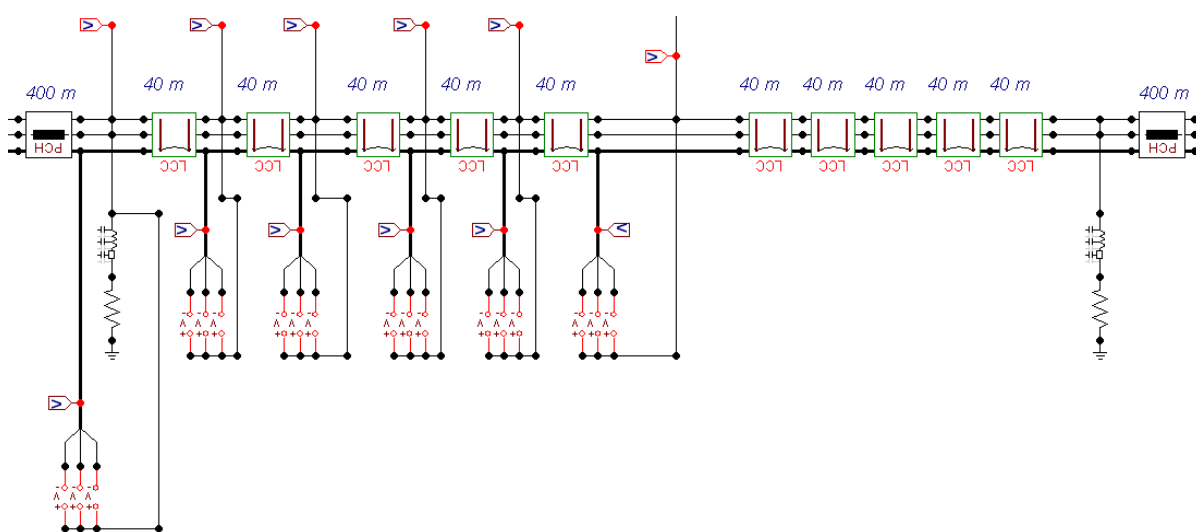 V V V V V
V
400 m 40 m 40 m 40 m 40 m 40 m 40 m 40 m 40 m 40 m 40 m 400 m
PCH LCC LCC LCC LCC LCC LCC LCC LCC LCC LCC PCH
V V V V V
- - - - -
V V V V V V V V V V V V V V V
+ + + + +
V
-
V V V
+